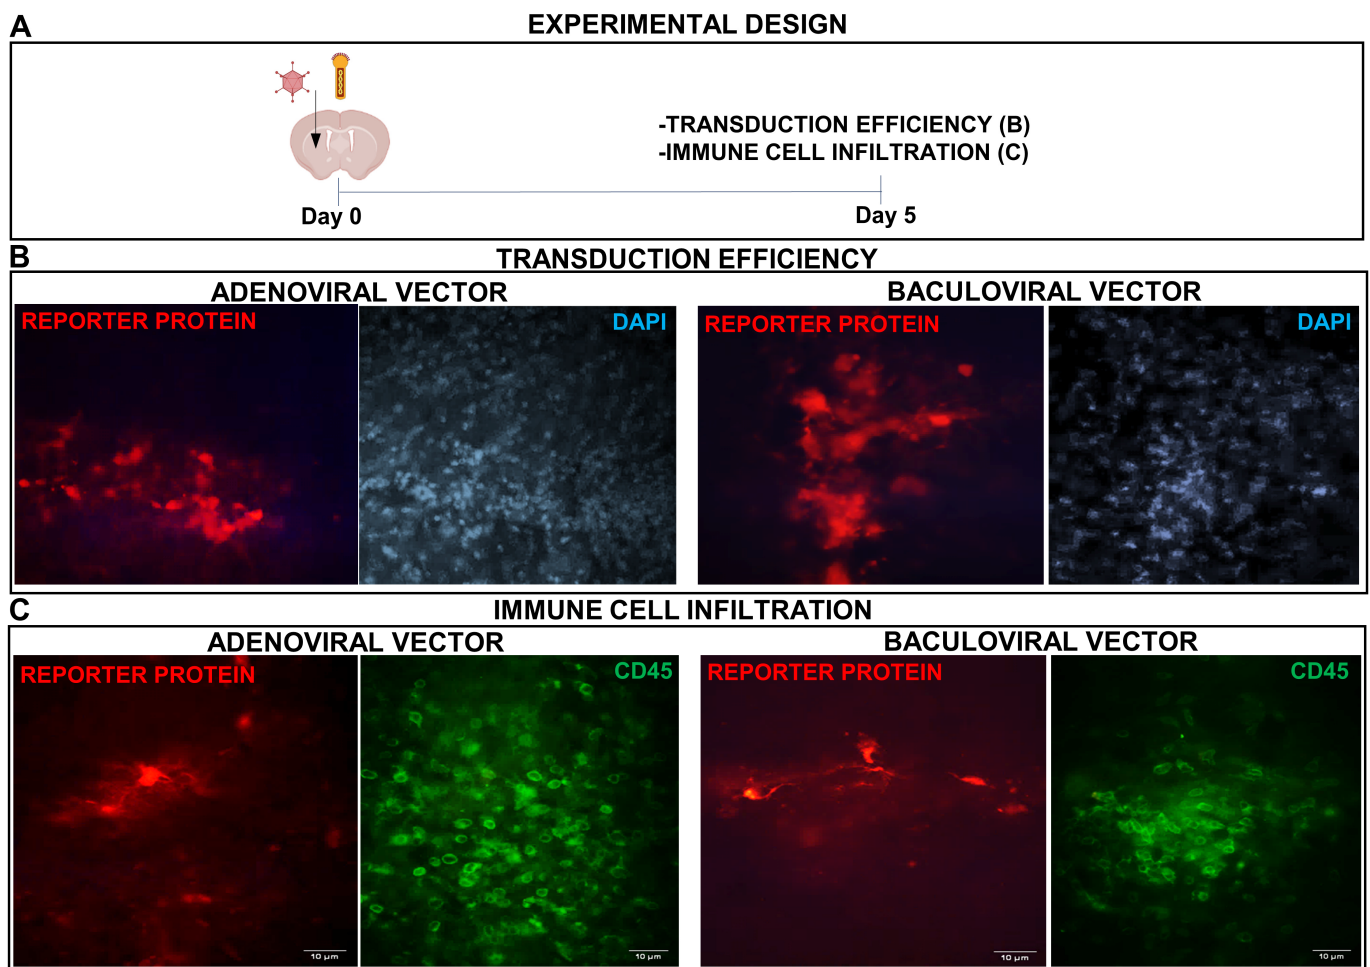 A
EXPERIMENTAL DESIGN
-TRANSDUCTION EFFICIENCY (B)
-IMMUNE CELL INFILTRATION (C)
Day 0
Day 5
B
TRANSDUCTION EFFICIENCY
ADENOVIRAL VECTOR
BACULOVIRAL VECTOR
REPORTER PROTEIN
DAPI
REPORTER PROTEIN
DAPI
C
IMMUNE CELL INFILTRATION
ADENOVIRAL VECTOR
BACULOVIRAL VECTOR
REPORTER PROTEIN
CD45
REPORTER PROTEIN
CD45
10 µm
10 µm
10 µm
10 µm